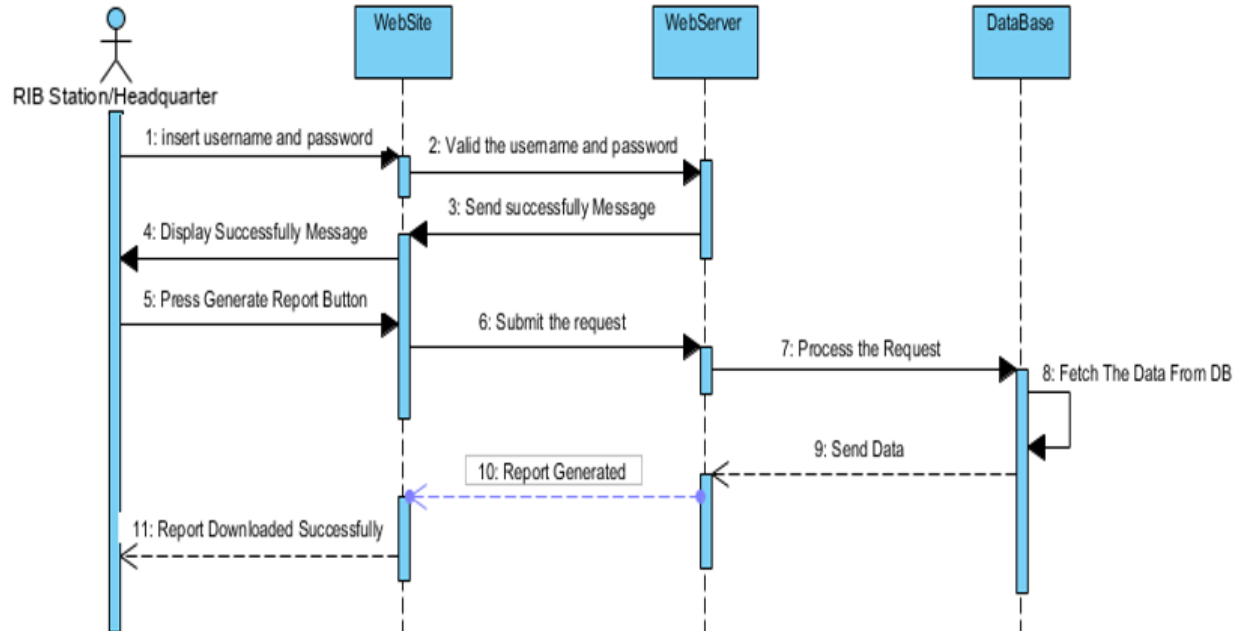 WebSite
WebServer
DataBase
RIB Station/Headquarter
1: insert username and password
2: Valid the username and password
3: Send successfully Message
4: Display Successfully Message
5: Press Generate Report Button
6: Submit the request
7: Process the Request
8: Fetch The Data From DB
9: Send Data
10: Report Generated
11: Report Downloaded Successfully